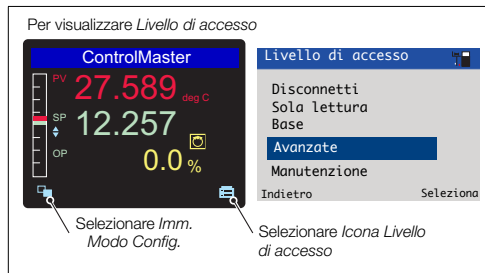 Per visualizzare Livello di accesso
ControlMaster
PV 27.589 deg C
SP 12.257
OP 0.0 %
Selezionare Imm.
Modo Config.
Livello di accesso
Disconnetti
Sola lettura
Base
Avanzate
Manutenzione
Indietro Seleziona
Selezionare Icona Livello
di accesso